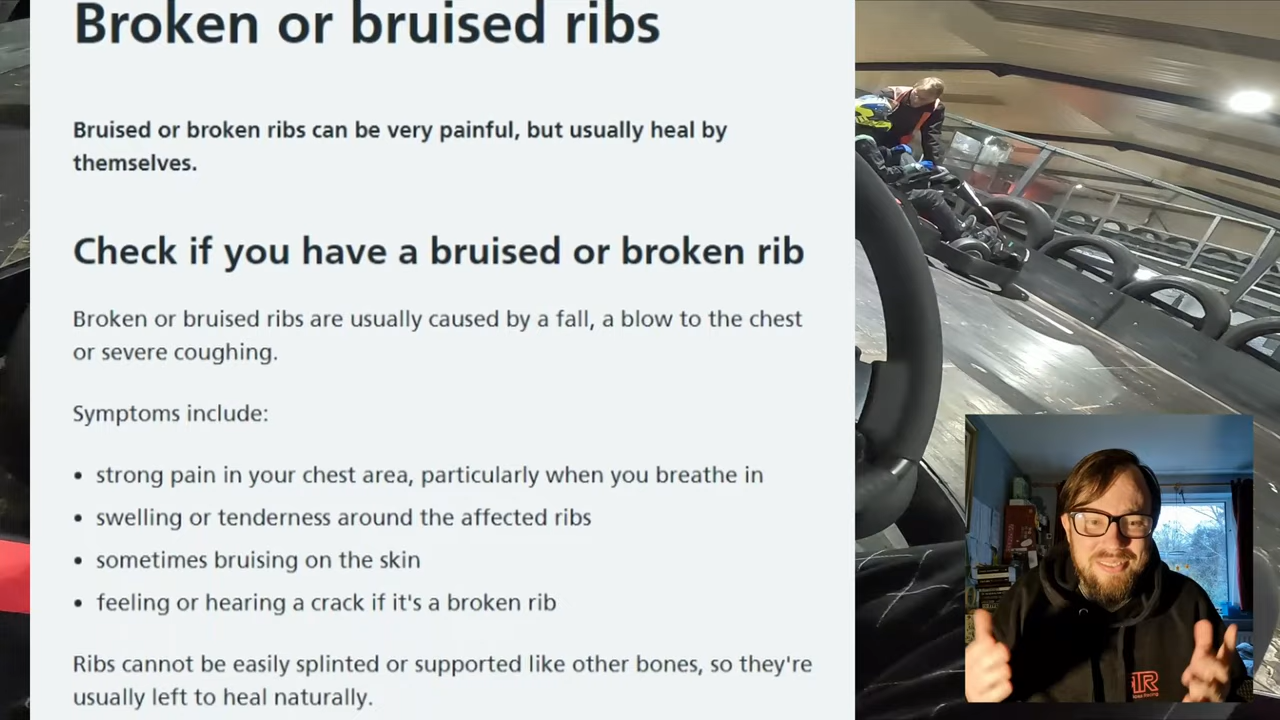 Broken or bruised ribs
Bruised or broken ribs can be very painful, but usually heal by
themselves.
Check if you have a bruised or broken rib
Broken or bruised ribs are usually caused by a fall, a blow to the chest
or severe coughing.
Symptoms include:
• strong pain in your chest area, particularly when you breathe in
• swelling or tenderness around the affected ribs
• sometimes bruising on the skin
• feeling or hearing a crack if it's a broken rib
Ribs cannot be easily splinted or supported like other bones, so they're
usually left to heal naturally.